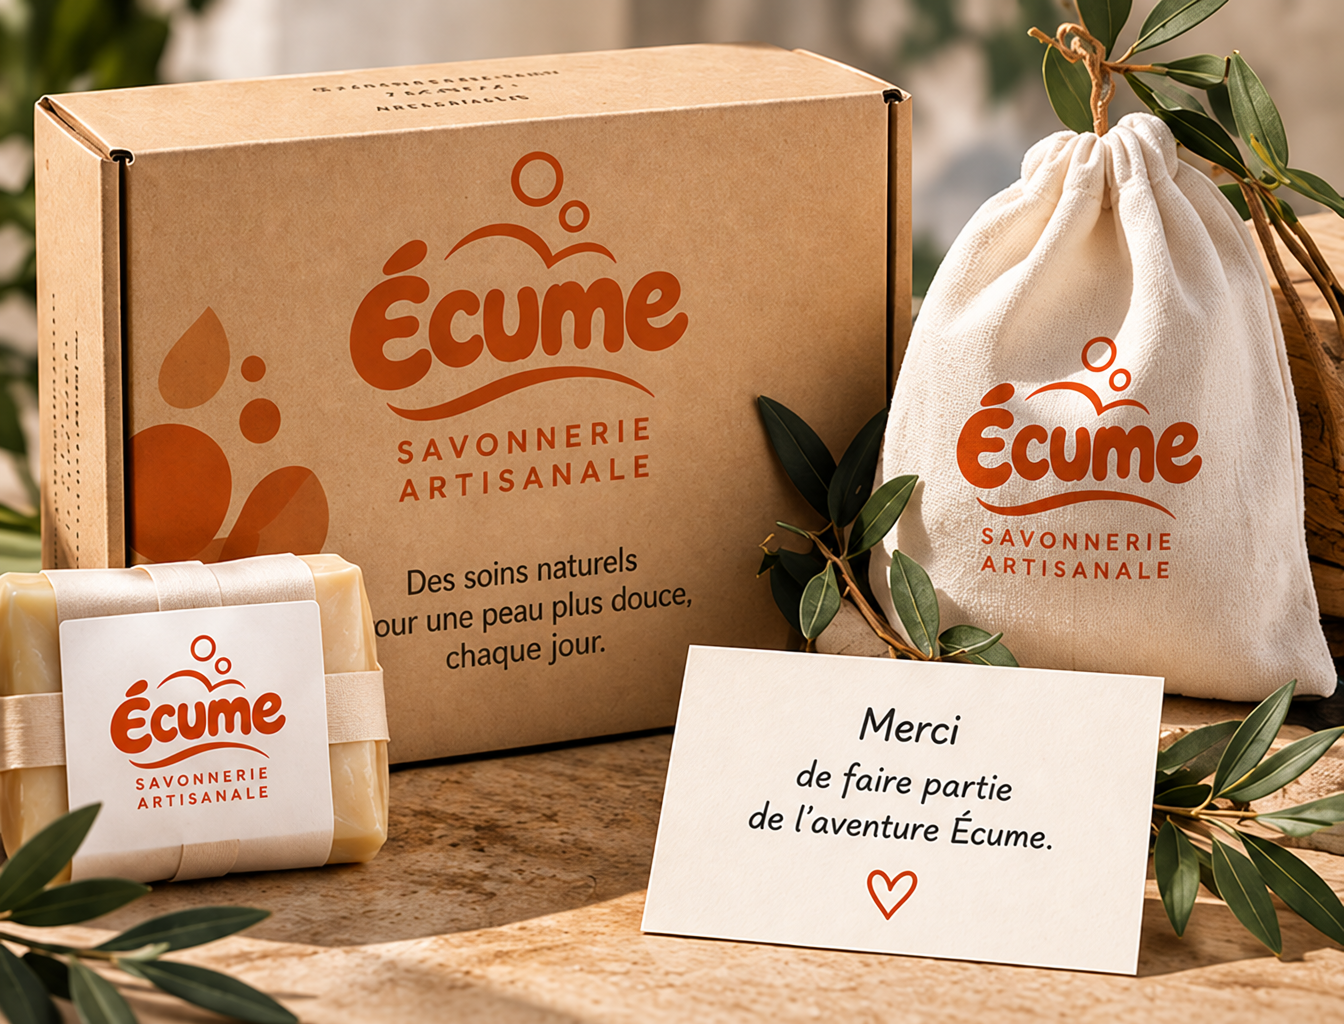 Écume
SAVONNERIE
ARTISANALE
Des soins naturels
our une peau plus douce,
chaque jour.
Écume
SAVONNERIE
ARTISANALE
Écume
SAVONNERIE
ARTISANALE
Merci
de faire partie
de l'aventure Écume.